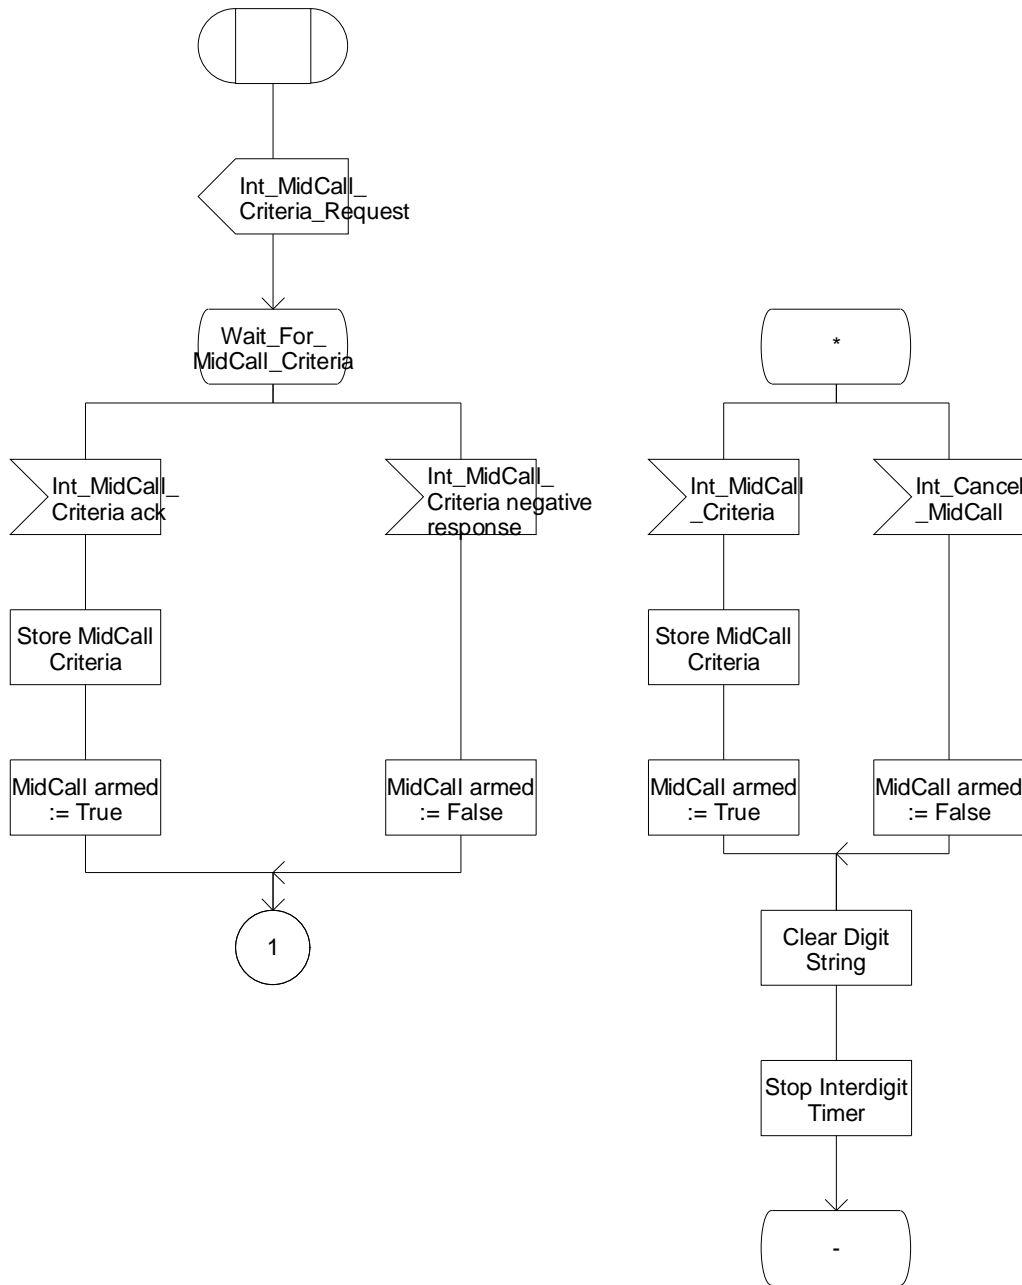 Int_MidCall_
Criteria_Request
Wait_For_
MidCall_Criteria
*
Int_MidCall_
Criteria ack
Int_MidCall_
Criteria negative
response
Int_MidCall
_Criteria
Int_Cancel
_MidCall
Store MidCall
Criteria
Store MidCall
Criteria
MidCall armed
:= True
MidCall armed
:= False
MidCall armed
:= True
MidCall armed
:= False
1
Clear Digit
String
Stop Interdigit
Timer
-